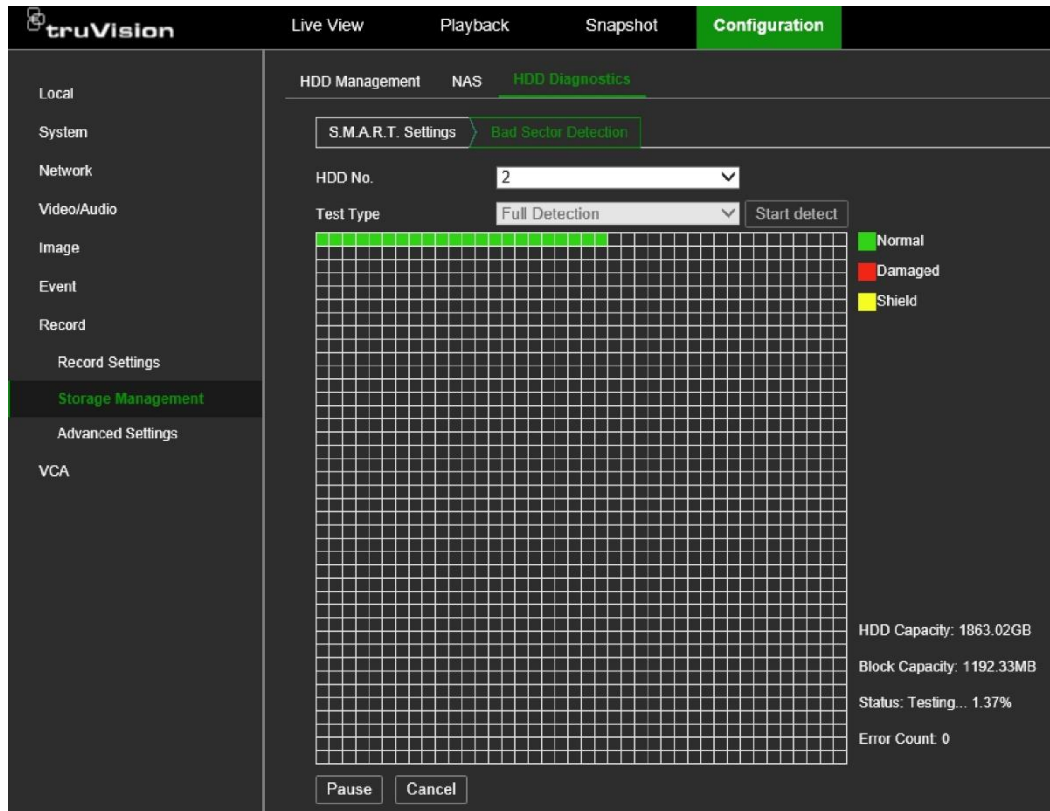 truVision
Live View Playback Snapshot Configuration
Local
System
Network
Video/Audio
Image
Event
Record
Record Settings
Storage Management
Advanced Settings
VCA
HDD Management NAS HDD Diagnostics
S.M.A.R.T. Settings Bad Sector Detection
HDD No. 2
Test Type Full Detection Start detect
Normal
Damaged
Shield
HDD Capacity: 1863.02GB
Block Capacity: 1192.33MB
Status: Testing... 1.37%
Error Count: 0
Pause Cancel